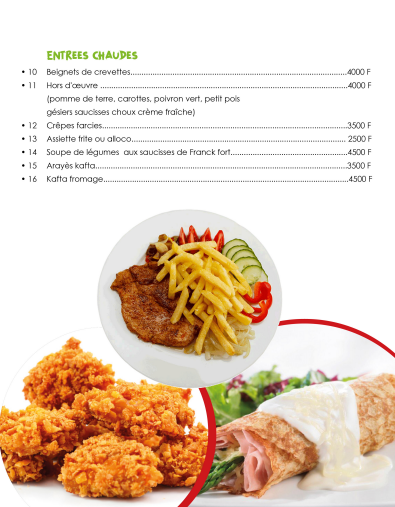 ENTREES CHAUDES
• 10 Beignets de crevettes....................................................................................................4000 F
• 11 Hors d'œuvre ..................................................................................................................4000 F
(pomme de terre, carottes, poivron vert, petit pois
gésiers saucisses choux crème fraîche)
• 12 Crêpes farcies.................................................................................................................3500 F
• 13 Assiette frite ou alloco.................................................................................................... 2500 F
• 14 Soupe de légumes aux saucisses de Franck fort......................................................4500 F
• 15 Arayès kafta....................................................................................................................3500 F
• 16 Kafta fromage.................................................................................................................4500 F